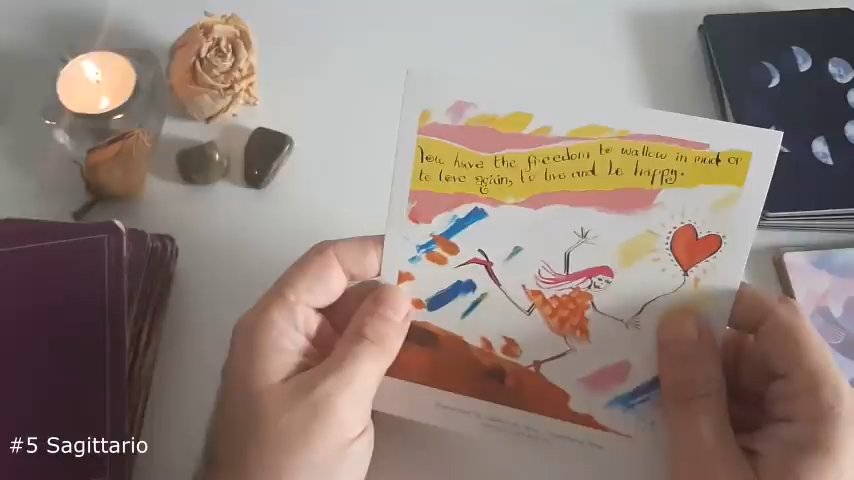 You have the freedom to wallow in mud or
to love again, to live and be happy.
#5 Sagittario